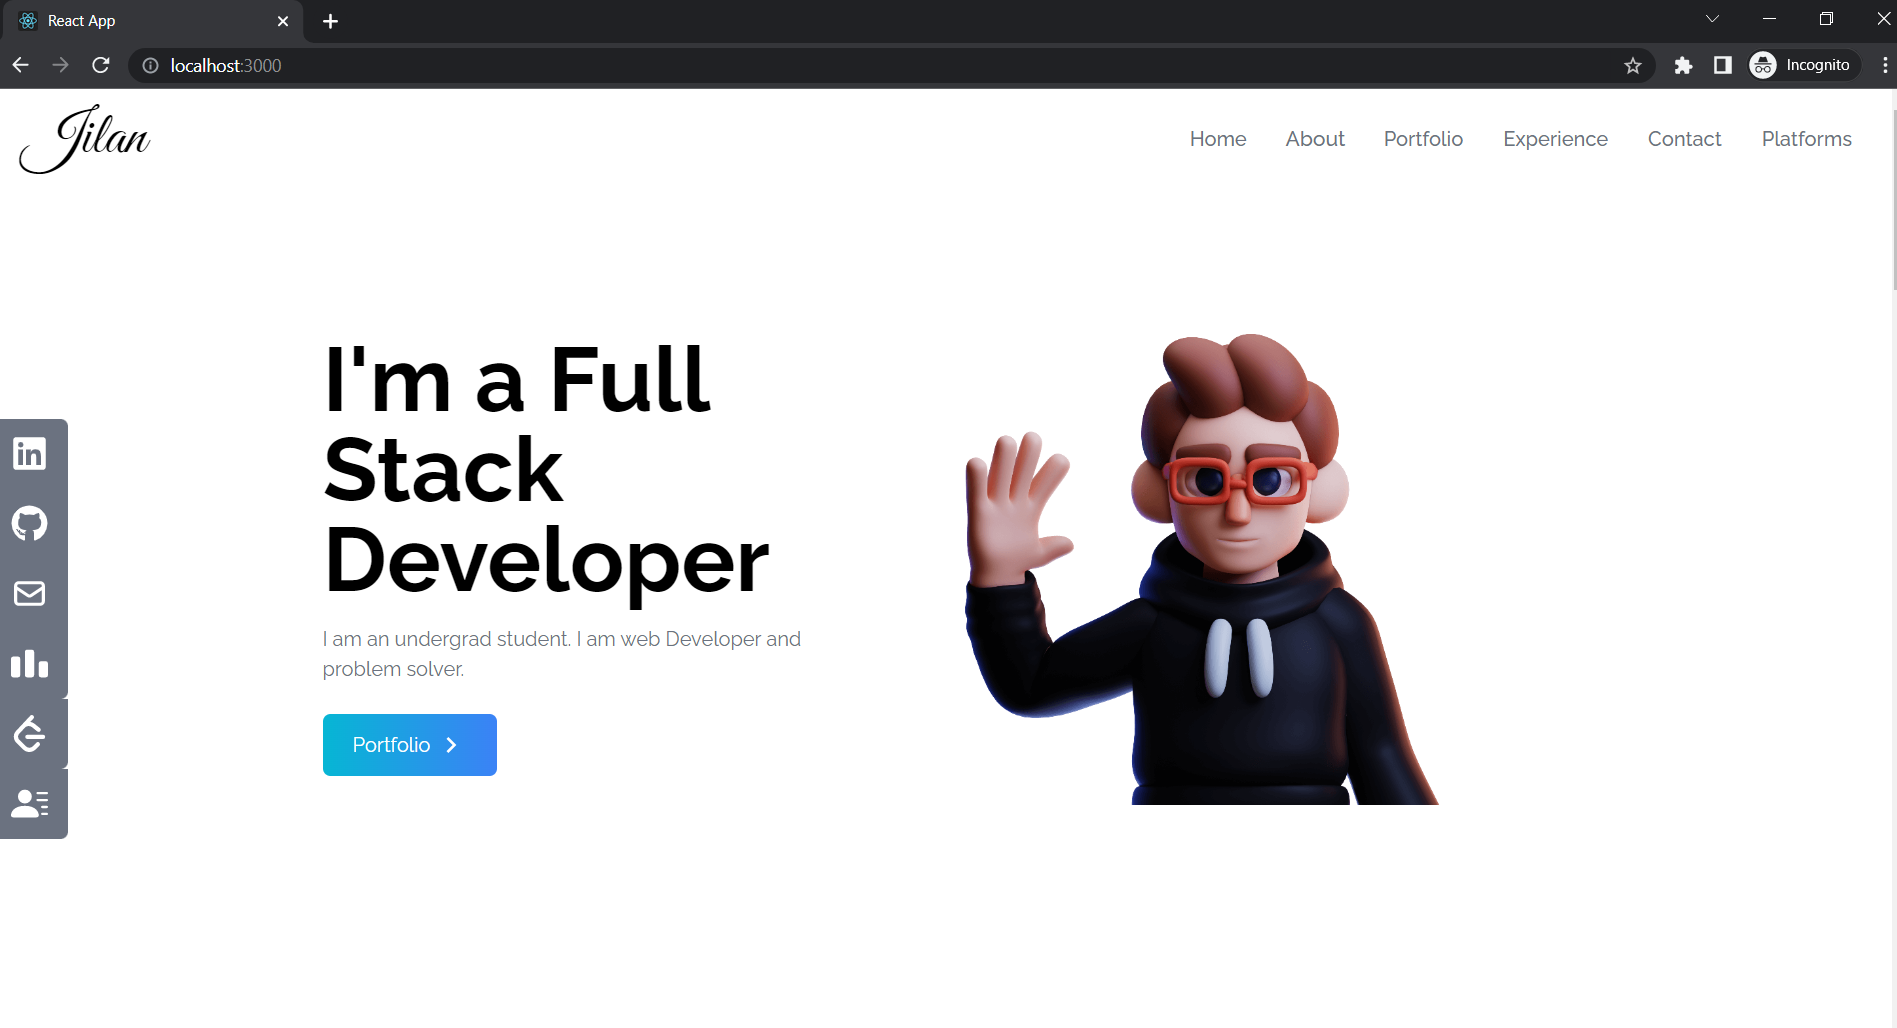 React App
localhost:3000
Incognito
Jilan
Home About Portfolio Experience Contact Platforms
I'm a Full
Stack
Developer
I am an undergrad student. I am web Developer and
problem solver.
Portfolio
in